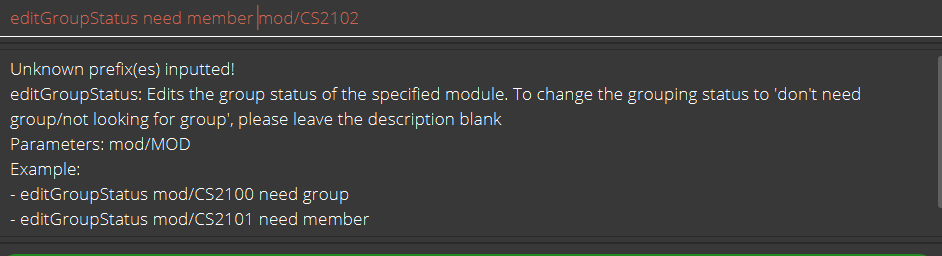 editGroupStatus need member mod/CS2102
Unknown prefix(es) inputted!
editGroupStatus: Edits the group status of the specified module. To change the grouping status to 'don't need
group/not looking for group', please leave the description blank
Parameters: mod/MOD
Example:
- editGroupStatus mod/CS2100 need group
- editGroupStatus mod/CS2101 need member